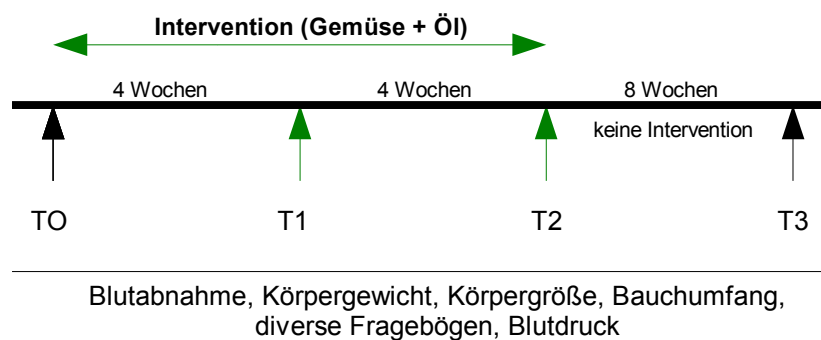 Intervention (Gemüse + Öl)
4 Wochen 4 Wochen 8 Wochen
keine Intervention
TO T1 T2 T3
Blutabnahme, Körpergewicht, Körpergröße, Bauchumfang,
diverse Fragebögen, Blutdruck